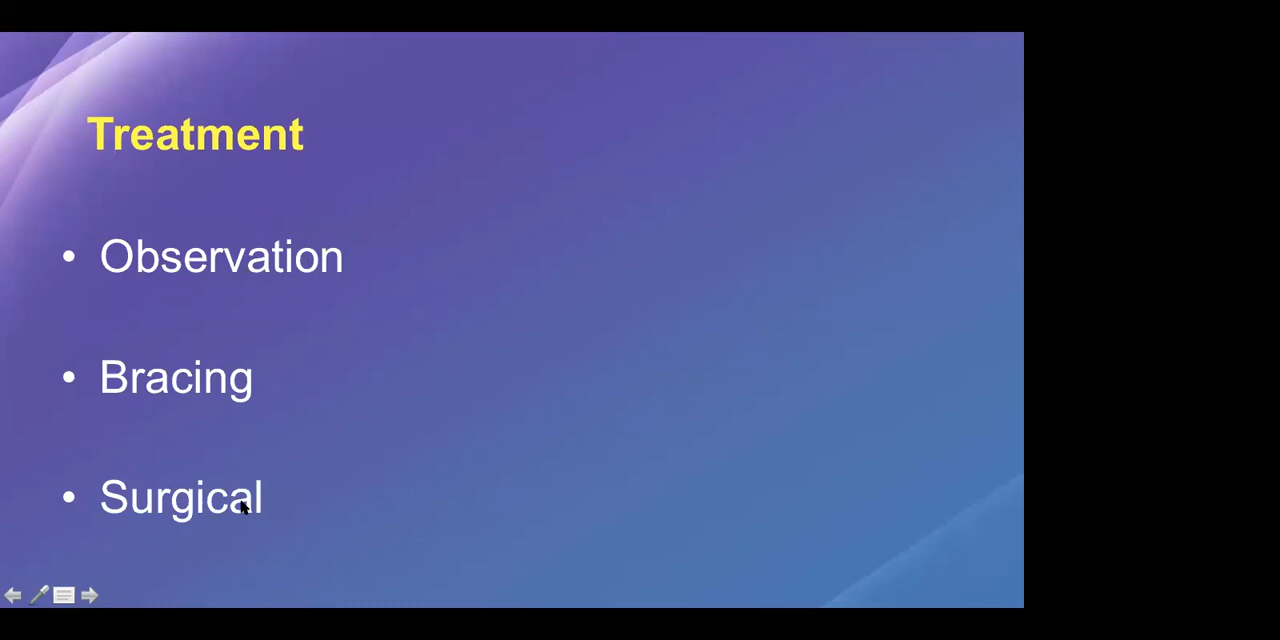 Treatment
• Observation
• Bracing
• Surgical